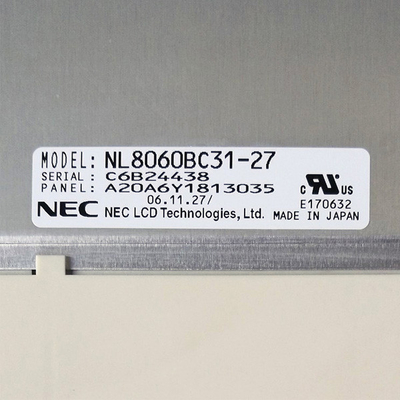 MODEL: NL8060BC31-27
SERIAL: C6B24438
PANEL: A20A6Y1813035
06.11.27/
NEC NEC LCD Technologies, Ltd.
c RU US
E170632
MADE IN JAPAN